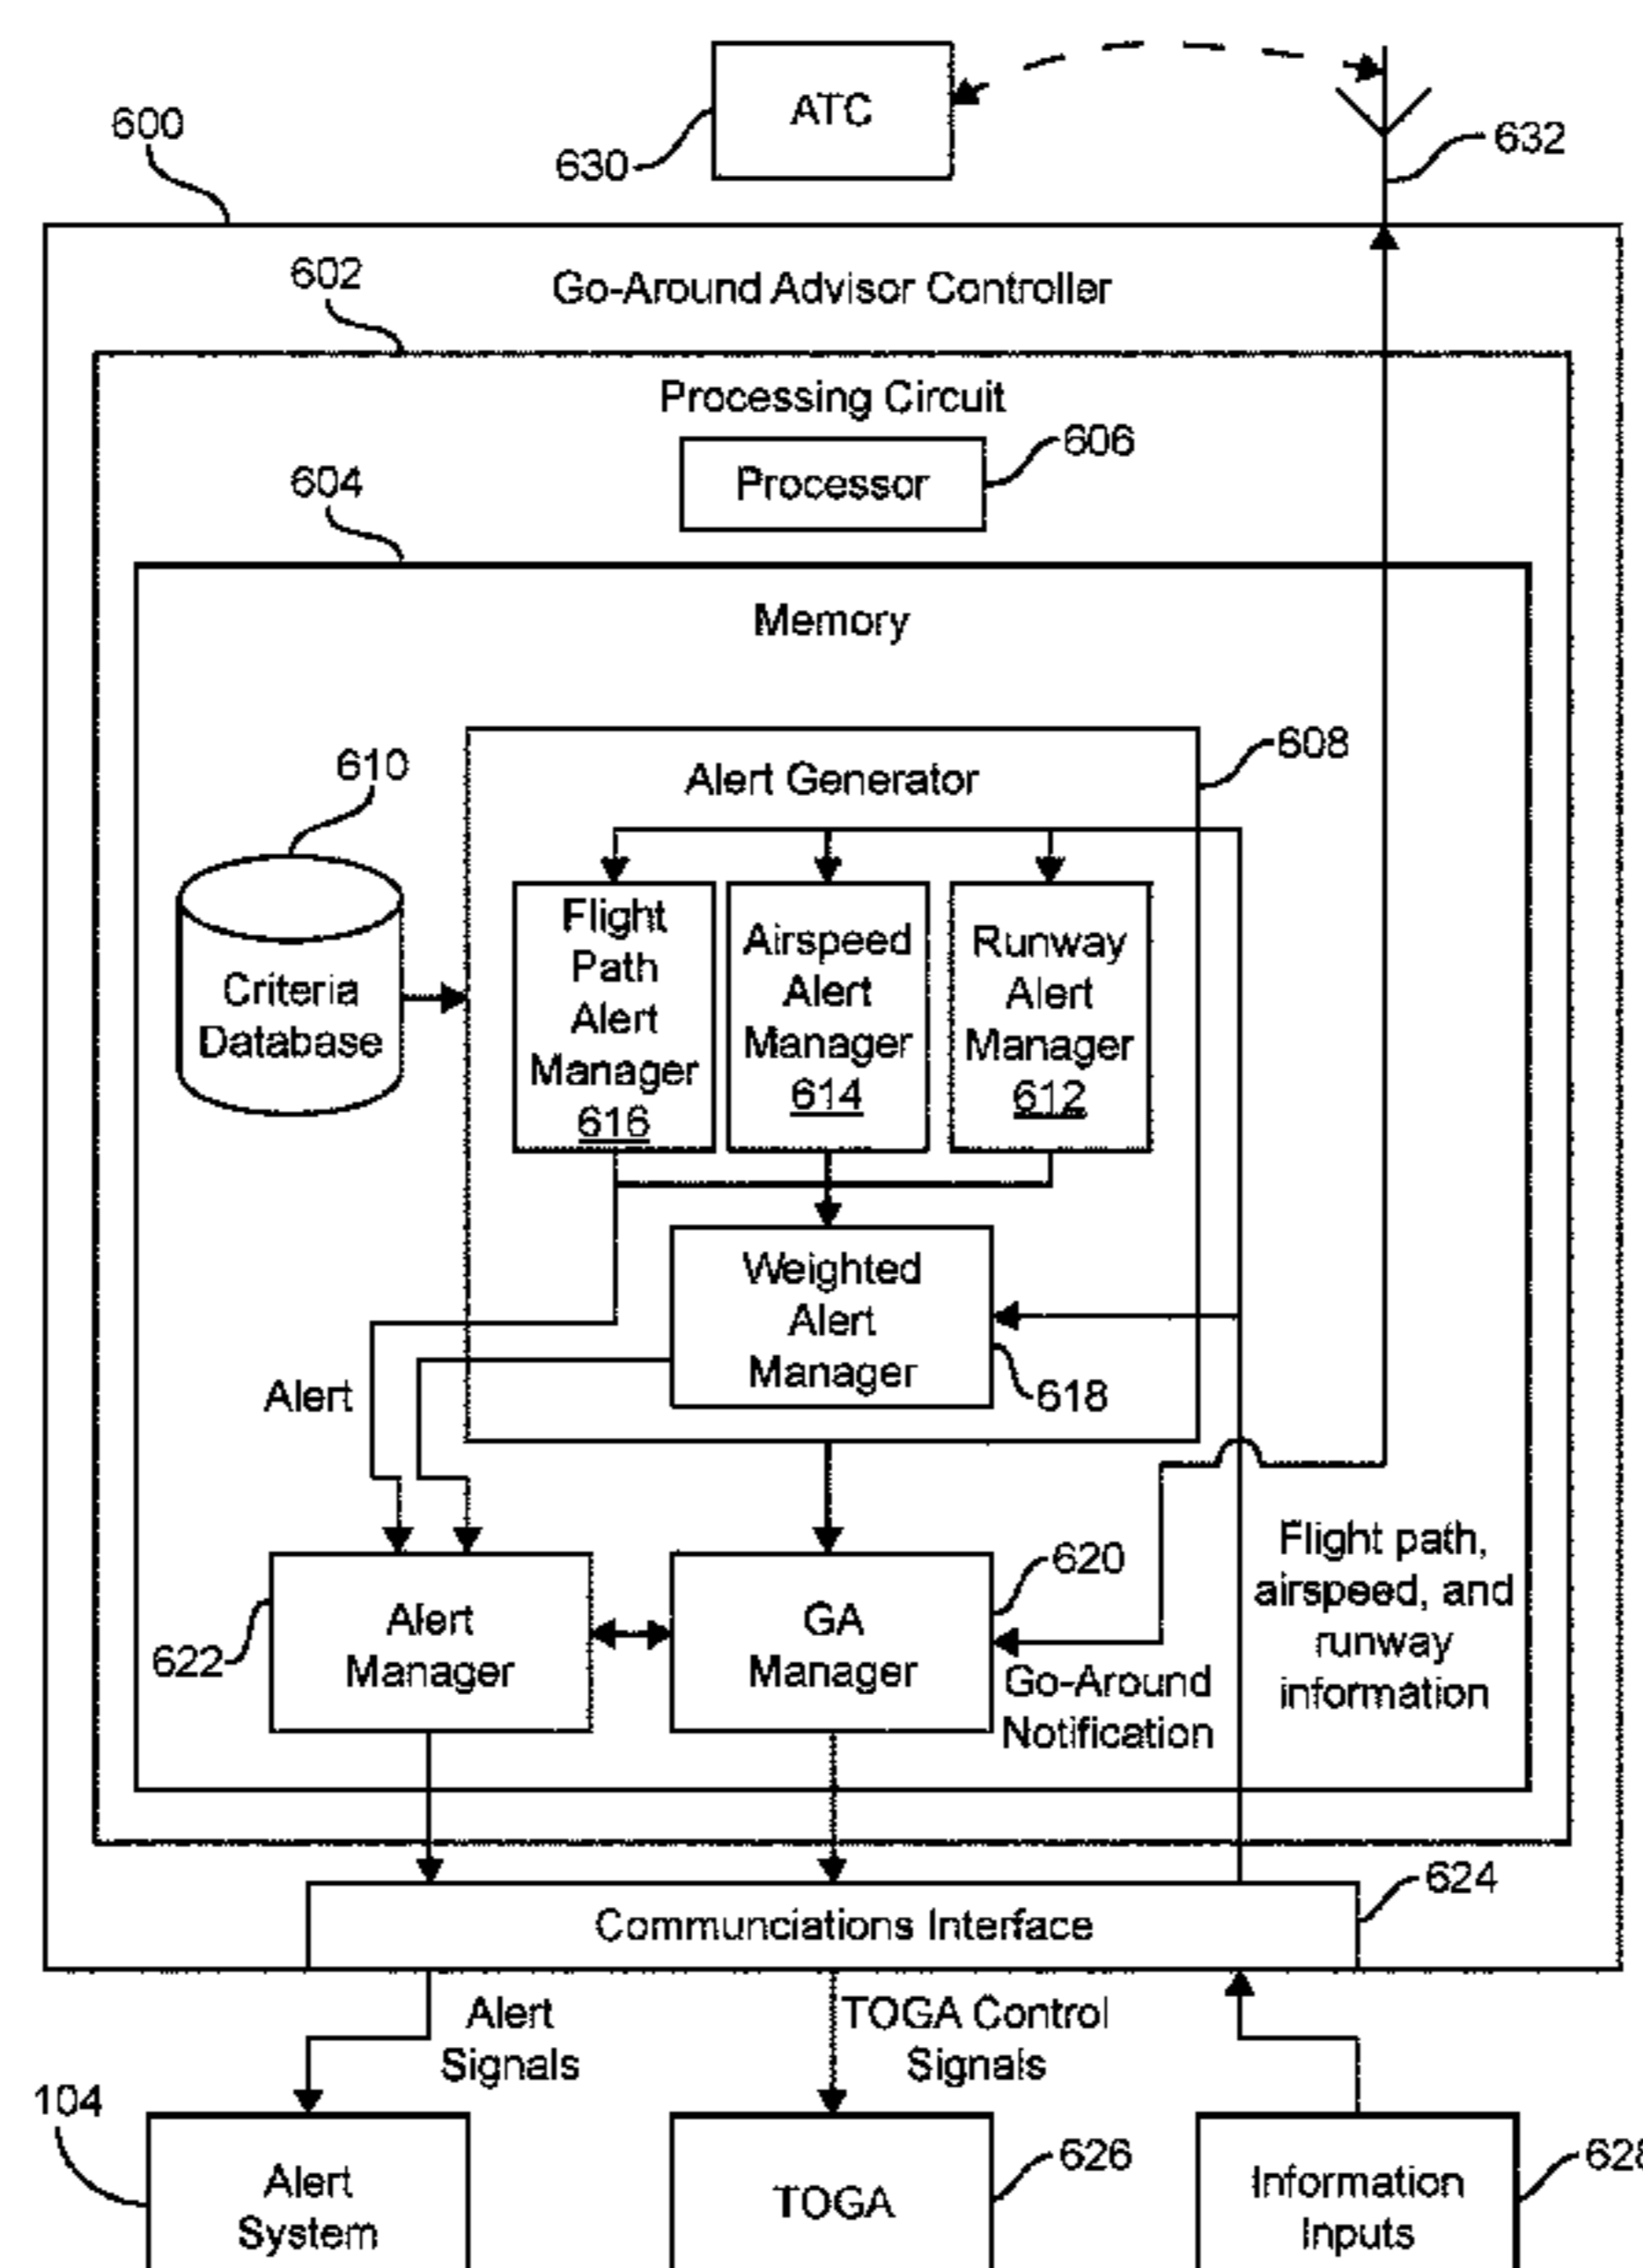 ATC
600
630
632
602
Go-Around Advisor Controller
Processing Circuit
606
604
Processor
Memory
608
610
Alert Generator
Criteria
Database
Flight
Path
Alert
Manager
616
Airspeed
Alert
Manager
614
Runway
Alert
Manager
612
Weighted
Alert
Manager
618
Alert
Flight path,
airspeed, and
runway
information
620
622
Alert
Manager
GA
Manager
Go-Around
Notification
624
Communciations Interface
Alert
Signals
TOGA Control
Signals
104
Alert
System
TOGA
626
Information
Inputs